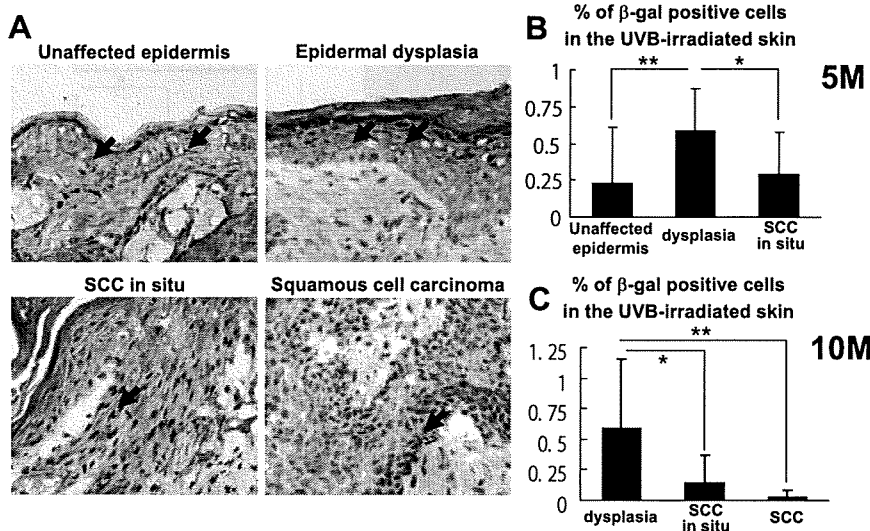 A
Unaffected epidermis
Epidermal dysplasia
SCC in situ
Squamous cell carcinoma
B
% of β-gal positive cells
in the UVB-irradiated skin
5M
**
*
1
0.75
0.5
0.25
0
Unaffected
epidermis
dysplasia
SCC
in situ
C
% of β-gal positive cells
in the UVB-irradiated skin
10M
**
*
1.25
1
0.75
0.5
0.25
0
dysplasia
SCC
in situ
SCC